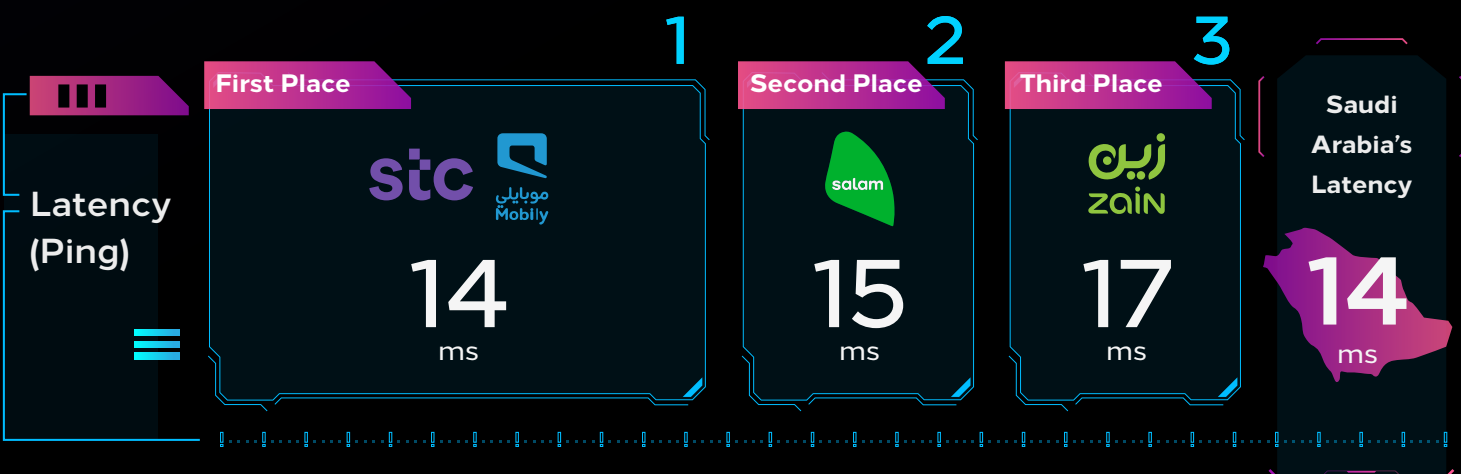 Latency
(Ping)
1
First Place
stc
موبايلي
Mobily
14
ms
2
Second Place
salam
15
ms
3
Third Place
زين
zain
17
ms
Saudi
Arabia's
Latency
14
ms